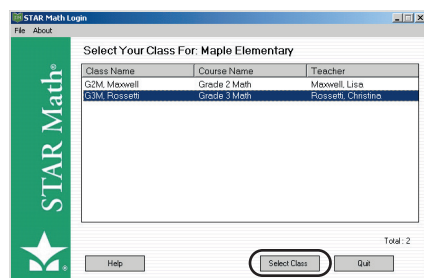 STAR Math Login
File About
STAR Math®
Select Your Class For: Maple Elementary
Class Name Course Name Teacher
G2M, Maxwell Grade 2 Math Maxwell, Lisa
G3M, Rossetti Grade 3 Math Rossetti, Christina
Total: 2
Help Select Class Quit
®